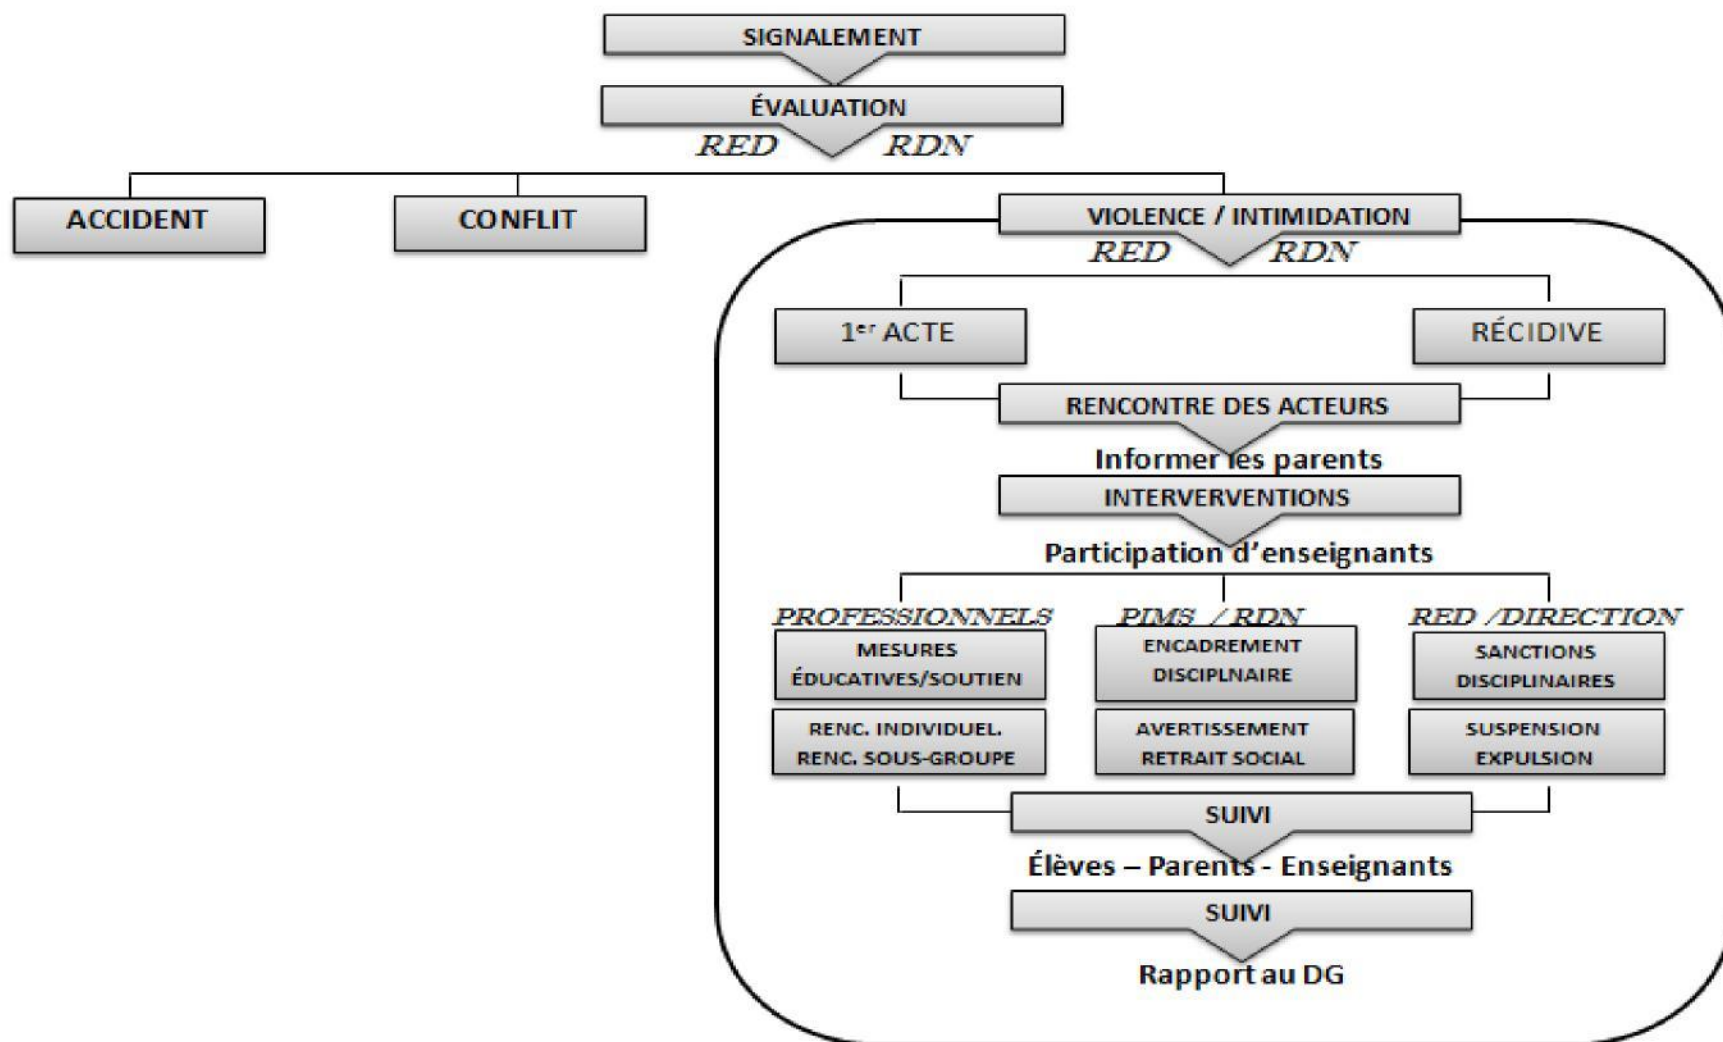 SIGNALEMENT
ÉVALUATION
RED RDN
ACCIDENT
CONFLIT
VIOLENCE / INTIMIDATION
RED RDN
1er ACTE
RÉCIDIVE
RENCONTRE DES ACTEURS
Informer les parents
INTERVERVENTIONS
Participation d’enseignants
PROFESSIONNELS
MESURES
ÉDUCATIVES/SOUTIEN
RENC. INDIVIDUEL.
RENC. SOUS-GROUPE
PIMS / RDN
ENCADREMENT
DISCIPLNAIRE
AVERTISSEMENT
RETRAIT SOCIAL
RED /DIRECTION
SANCTIONS
DISCIPLINAIRES
SUSPENSION
EXPULSION
SUIVI
Élèves – Parents - Enseignants
SUIVI
Rapport au DG